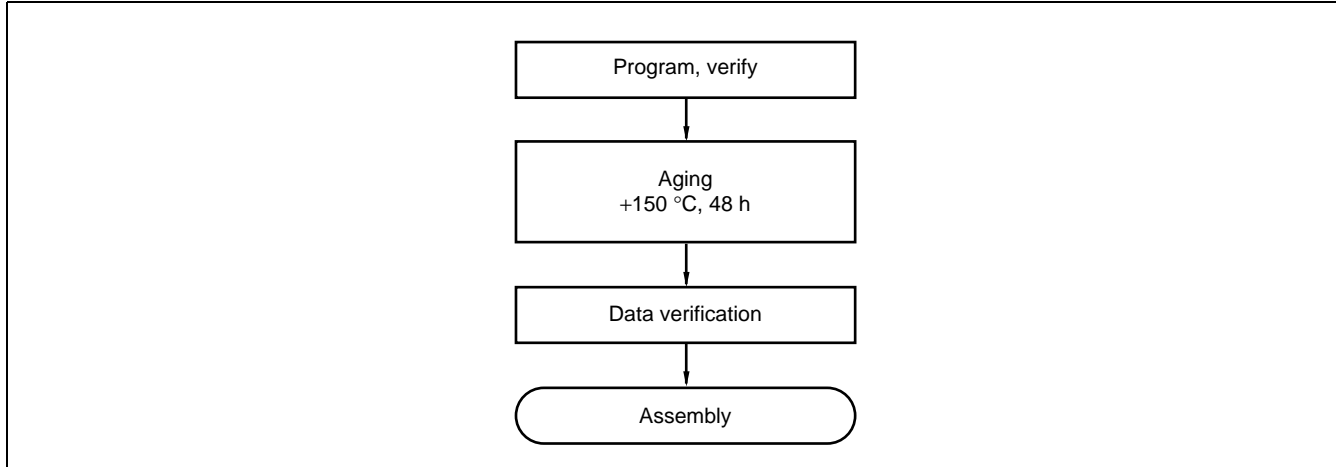 Program, verify
Aging
+150 °C, 48 h
Data verification
Assembly